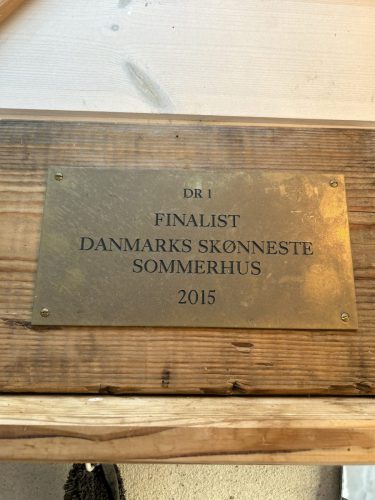 DR 1
FINALIST
DANMARKS SKØNNESTE
SOMMERHUS
2015